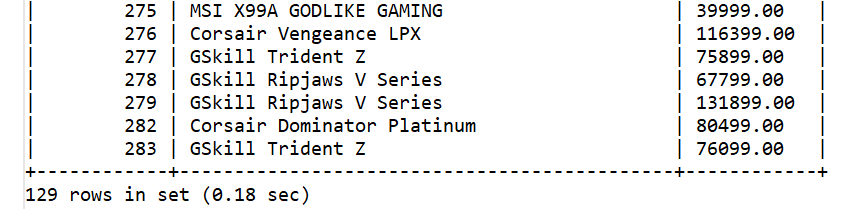 |        275 | MSI X99A GODLIKE GAMING                     | 39999.00   |
|        276 | Corsair Vengeance LPX                       | 116399.00  |
|        277 | GSkill Trident Z                            | 75899.00   |
|        278 | GSkill Ripjaws V Series                     | 67799.00   |
|        279 | GSkill Ripjaws V Series                     | 131899.00  |
|        282 | Corsair Dominator Platinum                  | 80499.00   |
|        283 | GSkill Trident Z                            | 76099.00   |
+------------+---------------------------------------------+------------+
129 rows in set (0.18 sec)